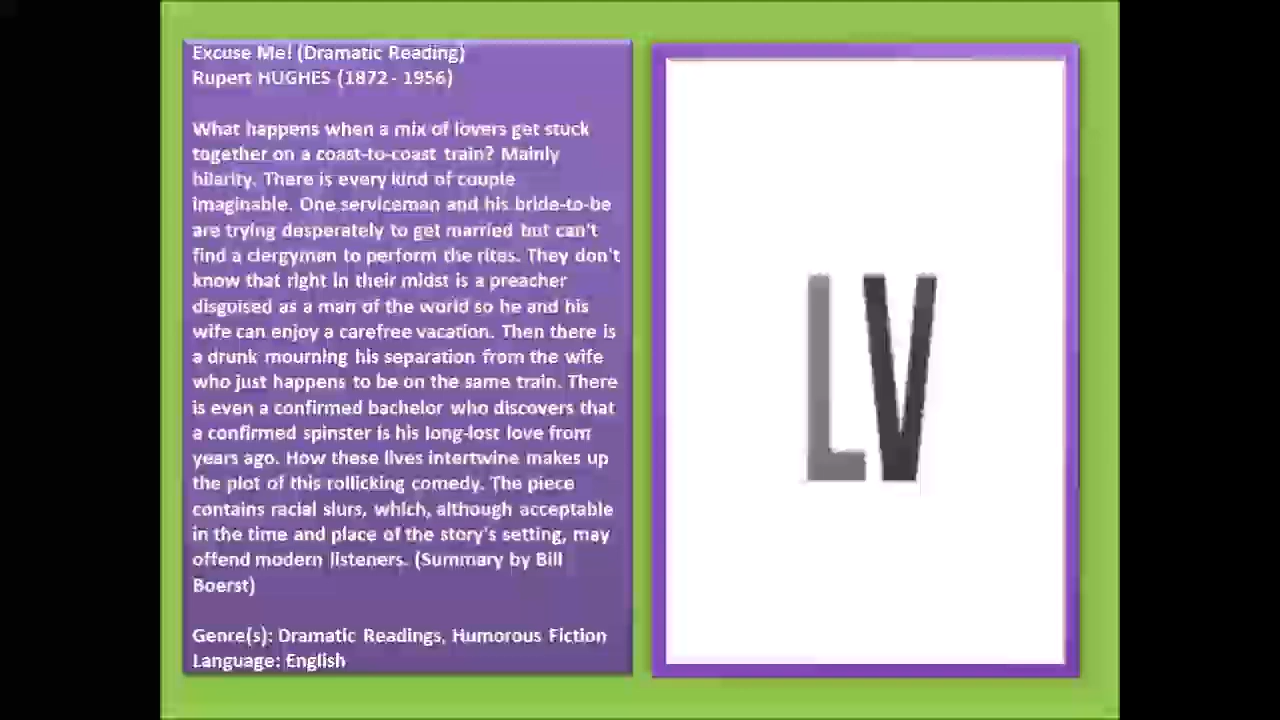 Excuse Me! (Dramatic Reading)
Rupert HUGHES (1872 - 1956)
What happens when a mix of lovers get stuck
together on a coast-to-coast train? Mainly
hilarity. There is every kind of couple
imaginable. One serviceman and his bride-to-be
are trying desperately to get married but can't
find a clergyman to perform the rites. They don't
know that right in their midst is a preacher
disguised as a man of the world so he and his
wife can enjoy a carefree vacation. Then there is
a drunk mourning his separation from the wife
who just happens to be on the same train. There
is even a confirmed bachelor who discovers that
a confirmed spinster is his long-lost love from
years ago. How these lives intertwine makes up
the plot of this rollicking comedy. The piece
contains racial slurs, which, although acceptable
in the time and place of the story's setting, may
offend modern listeners. (Summary by Bill
Boerst)
Genre(s): Dramatic Readings, Humorous Fiction
Language: English
LV